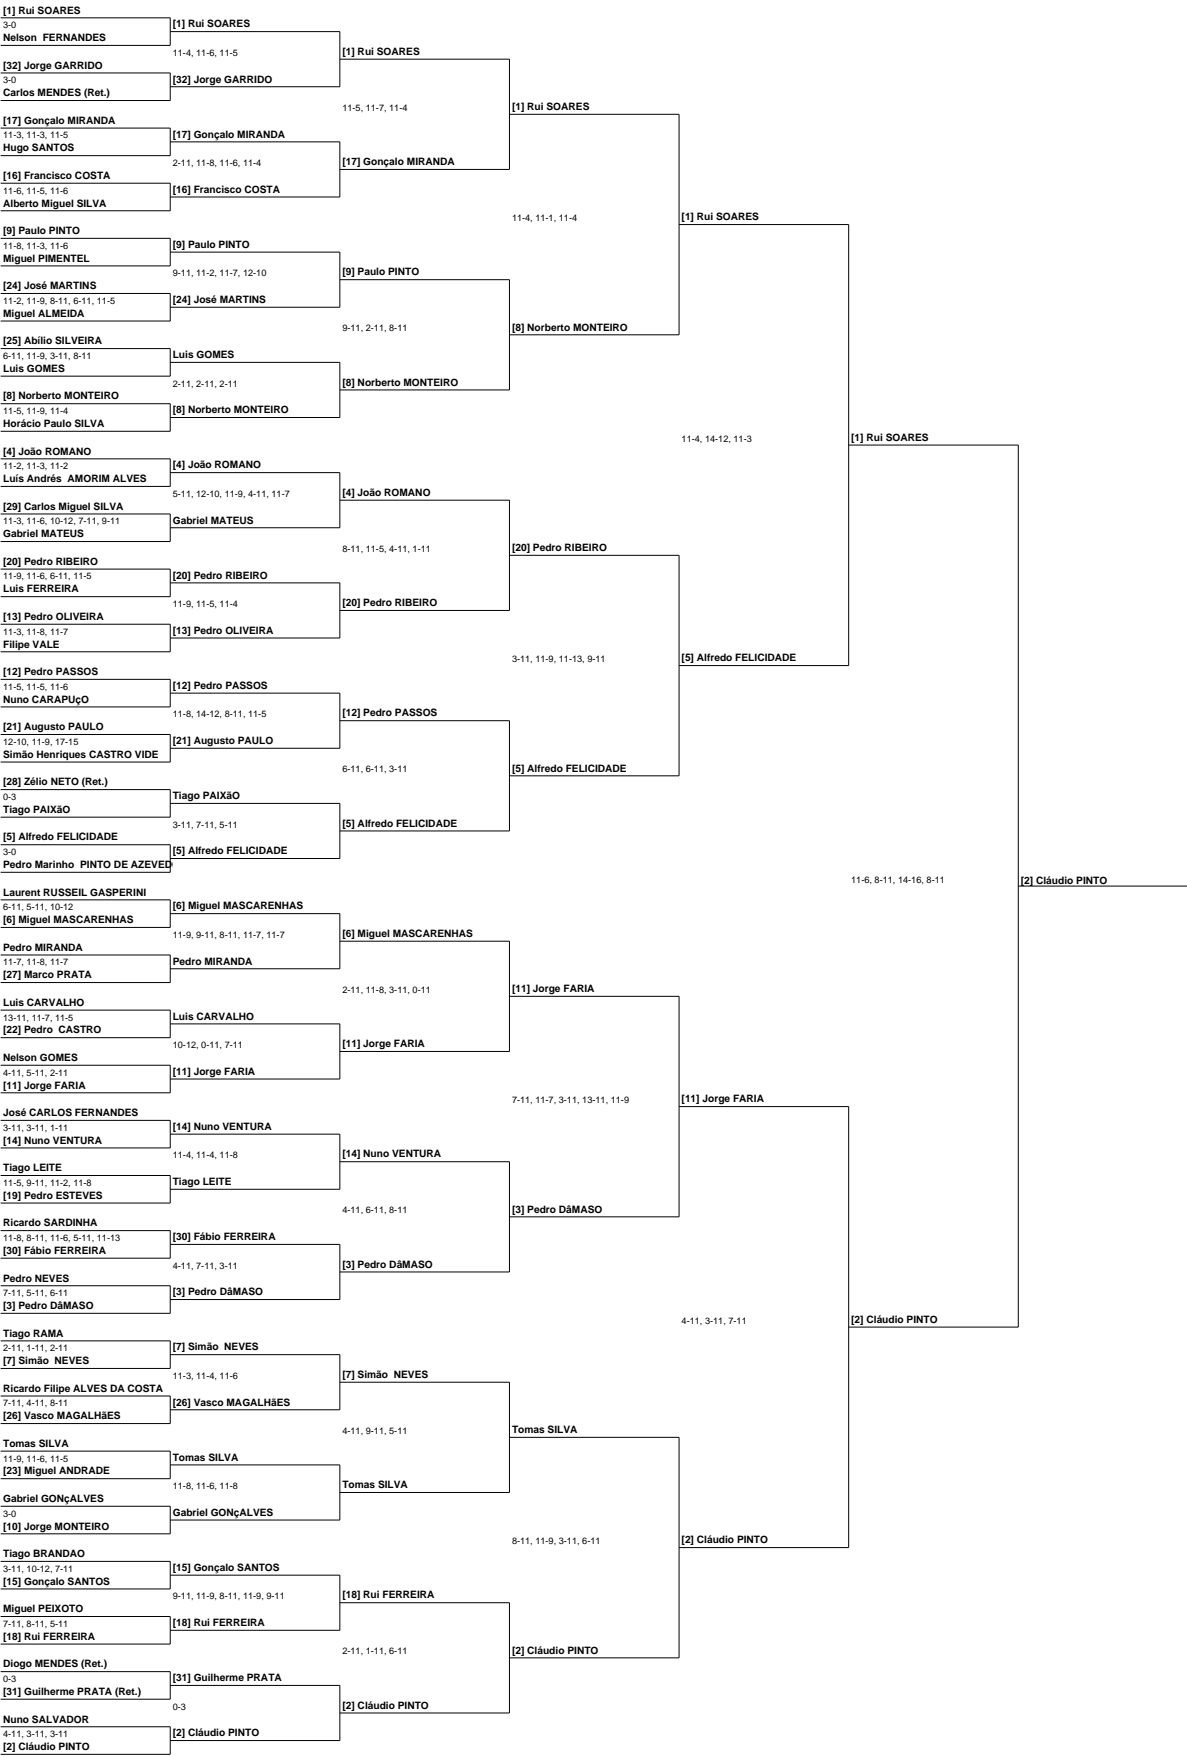 [1] Rui SOARES
3-0
[1] Rui SOARES
Nelson  FERNANDES
11-4, 11-6, 11-5
[1] Rui SOARES
[32] Jorge GARRIDO
3-0
[32] Jorge GARRIDO
Carlos MENDES (Ret.)
11-5, 11-7, 11-4
[1] Rui SOARES
[17] Gonçalo MIRANDA
11-3, 11-3, 11-5
[17] Gonçalo MIRANDA
Hugo SANTOS
2-11, 11-8, 11-6, 11-4
[17] Gonçalo MIRANDA
[16] Francisco COSTA
11-6, 11-5, 11-6
[16] Francisco COSTA
Alberto Miguel SILVA
11-4, 11-1, 11-4
[1] Rui SOARES
[9] Paulo PINTO
11-8, 11-3, 11-6
[9] Paulo PINTO
Miguel PIMENTEL
9-11, 11-2, 11-7, 12-10
[9] Paulo PINTO
[24] José MARTINS
11-2, 11-9, 8-11, 6-11, 11-5
[24] José MARTINS
Miguel ALMEIDA
9-11, 2-11, 8-11
[8] Norberto MONTEIRO
[25] Abílio SILVEIRA
6-11, 11-9, 3-11, 8-11
Luis GOMES
Luis GOMES
2-11, 2-11, 2-11
[8] Norberto MONTEIRO
[8] Norberto MONTEIRO
11-5, 11-9, 11-4
[8] Norberto MONTEIRO
Horácio Paulo SILVA
11-4, 14-12, 11-3
[1] Rui SOARES
[4] João ROMANO
11-2, 11-3, 11-2
[4] João ROMANO
Luís Andrés  AMORIM ALVES
5-11, 12-10, 11-9, 4-11, 11-7
[4] João ROMANO
[29] Carlos Miguel SILVA
11-3, 11-6, 10-12, 7-11, 9-11
Gabriel MATEUS
Gabriel MATEUS
8-11, 11-5, 4-11, 1-11
[20] Pedro RIBEIRO
[20] Pedro RIBEIRO
11-9, 11-6, 6-11, 11-5
[20] Pedro RIBEIRO
Luis FERREIRA
11-9, 11-5, 11-4
[20] Pedro RIBEIRO
[13] Pedro OLIVEIRA
11-3, 11-8, 11-7
[13] Pedro OLIVEIRA
Filipe VALE
3-11, 11-9, 11-13, 9-11
[5] Alfredo FELICIDADE
[12] Pedro PASSOS
11-5, 11-5, 11-6
[12] Pedro PASSOS
Nuno CARAPUçO
11-8, 14-12, 8-11, 11-5
[12] Pedro PASSOS
[21] Augusto PAULO
12-10, 11-9, 17-15
[21] Augusto PAULO
Simão Henriques CASTRO VIDE
6-11, 6-11, 3-11
[5] Alfredo FELICIDADE
[28] Zélio NETO (Ret.)
0-3
Tiago PAIXãO
Tiago PAIXãO
3-11, 7-11, 5-11
[5] Alfredo FELICIDADE
[5] Alfredo FELICIDADE
3-0
[5] Alfredo FELICIDADE
Pedro Marinho  PINTO DE AZEVED
11-6, 8-11, 14-16, 8-11
[2] Cláudio PINTO
Laurent RUSSEIL GASPERINI
6-11, 5-11, 10-12
[6] Miguel MASCARENHAS
[6] Miguel MASCARENHAS
11-9, 9-11, 8-11, 11-7, 11-7
[6] Miguel MASCARENHAS
Pedro MIRANDA
11-7, 11-8, 11-7
Pedro MIRANDA
[27] Marco PRATA
2-11, 11-8, 3-11, 0-11
[11] Jorge FARIA
Luis CARVALHO
13-11, 11-7, 11-5
Luis CARVALHO
[22] Pedro  CASTRO
10-12, 0-11, 7-11
[11] Jorge FARIA
Nelson GOMES
4-11, 5-11, 2-11
[11] Jorge FARIA
[11] Jorge FARIA
7-11, 11-7, 3-11, 13-11, 11-9
[11] Jorge FARIA
José CARLOS FERNANDES
3-11, 3-11, 1-11
[14] Nuno VENTURA
[14] Nuno VENTURA
11-4, 11-4, 11-8
[14] Nuno VENTURA
Tiago LEITE
11-5, 9-11, 11-2, 11-8
Tiago LEITE
[19] Pedro ESTEVES
4-11, 6-11, 8-11
[3] Pedro DâMASO
Ricardo SARDINHA
11-8, 8-11, 11-6, 5-11, 11-13
[30] Fábio FERREIRA
[30] Fábio FERREIRA
4-11, 7-11, 3-11
[3] Pedro DâMASO
Pedro NEVES
7-11, 5-11, 6-11
[3] Pedro DâMASO
[3] Pedro DâMASO
4-11, 3-11, 7-11
[2] Cláudio PINTO
Tiago RAMA
2-11, 1-11, 2-11
[7] Simão  NEVES
[7] Simão  NEVES
11-3, 11-4, 11-6
[7] Simão  NEVES
Ricardo Filipe ALVES DA COSTA
7-11, 4-11, 8-11
[26] Vasco MAGALHãES
[26] Vasco MAGALHãES
4-11, 9-11, 5-11
Tomas SILVA
Tomas SILVA
11-9, 11-6, 11-5
Tomas SILVA
[23] Miguel ANDRADE
11-8, 11-6, 11-8
Tomas SILVA
Gabriel GONçALVES
3-0
Gabriel GONçALVES
[10] Jorge MONTEIRO
8-11, 11-9, 3-11, 6-11
[2] Cláudio PINTO
Tiago BRANDAO
3-11, 10-12, 7-11
[15] Gonçalo SANTOS
[15] Gonçalo SANTOS
9-11, 11-9, 8-11, 11-9, 9-11
[18] Rui FERREIRA
Miguel PEIXOTO
7-11, 8-11, 5-11
[18] Rui FERREIRA
[18] Rui FERREIRA
2-11, 1-11, 6-11
[2] Cláudio PINTO
Diogo MENDES (Ret.)
0-3
[31] Guilherme PRATA
[31] Guilherme PRATA (Ret.)
0-3
[2] Cláudio PINTO
Nuno SALVADOR
4-11, 3-11, 3-11
[2] Cláudio PINTO
[2] Cláudio PINTO